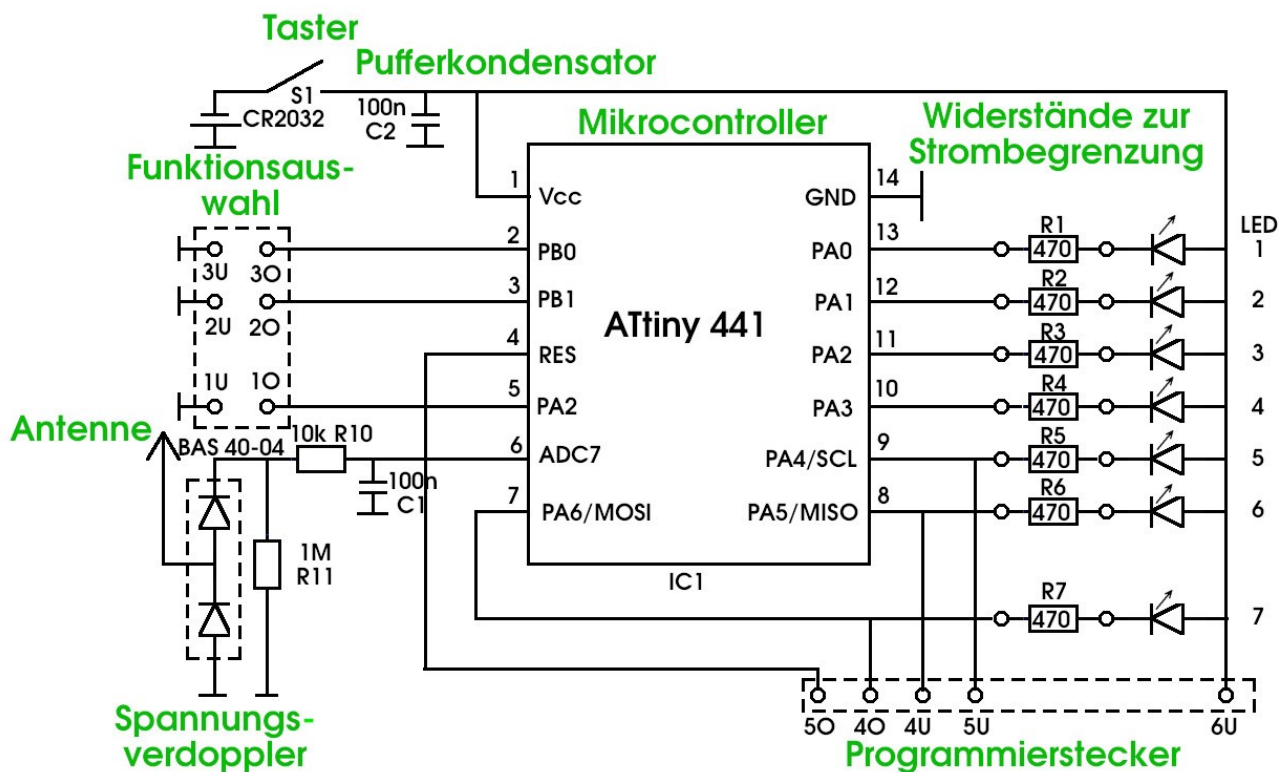 Taster
Pufferkondensator
S1
CR2032
100n
C2
Mikrocontroller
Widerstände zur
Strombegrenzung
Funktionsaus-
wahl
1
Vcc
GND
14
LED
2
PB0
PA0
13
R1
470
1
3U
3O
3
PB1
PA1
12
R2
470
2
2U
2O
ATtiny 441
4
RES
PA2
11
R3
470
3
1U
1O
5
PA2
PA3
10
R4
470
4
Antenne
BAS 40-04
10k R10
6
ADC7
PA4/SCL
9
R5
470
5
100n
C1
7
PA6/MOSI
PA5/MISO
8
R6
470
6
1M
R11
IC1
R7
470
7
5O
4O
4U
5U
6U
Spannungs-
verdoppler
Programmierstecker